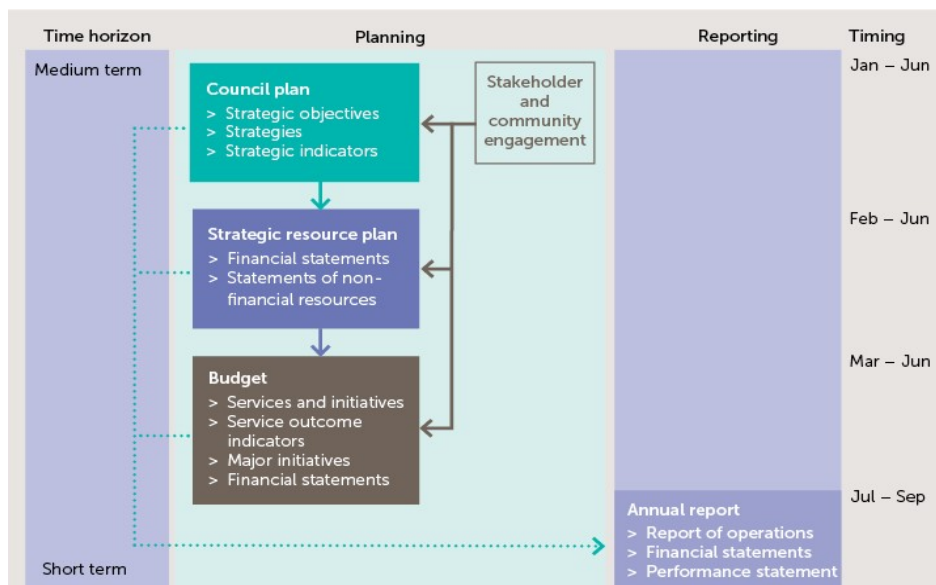 Time horizon
Planning
Reporting
Timing
Medium term
Jan – Jun
Council plan
> Strategic objectives
> Strategies
> Strategic indicators
Stakeholder
and
community
engagement
Feb – Jun
Strategic resource plan
> Financial statements
> Statements of non-
financial resources
Mar – Jun
Budget
> Services and initiatives
> Service outcome
indicators
> Major initiatives
> Financial statements
Jul – Sep
Annual report
> Report of operations
> Financial statements
> Performance statement
Short term